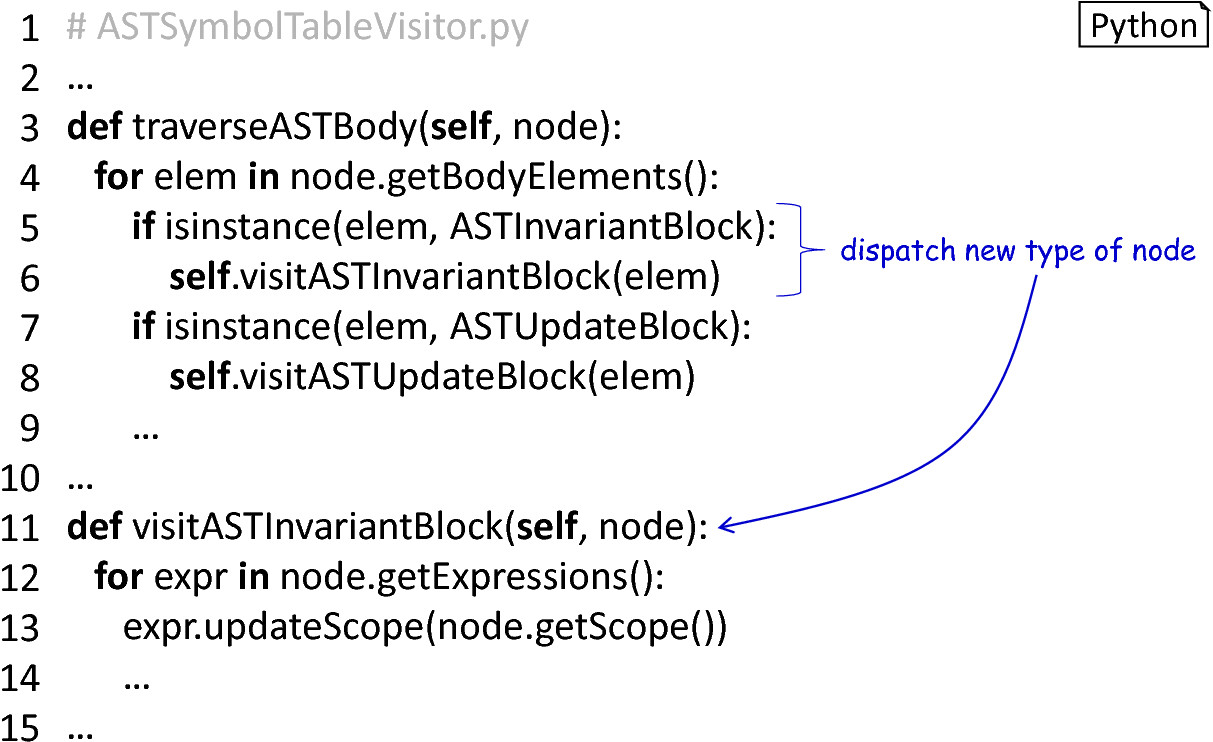 1 # ASTSymbolTableVisitor.py
Python
2 ...
3 def traverseASTBody(self, node):
4 for elem in node.getBodyElements():
5 if isinstance(elem, ASTInvariantBlock):
dispatch new type of node
6 self.visitASTInvariantBlock(elem)
7 if isinstance(elem, ASTUpdateBlock):
8 self.visitASTUpdateBlock(elem)
9 ...
10 ...
11 def visitASTInvariantBlock(self, node):
12 for expr in node.getExpressions():
13 expr.updateScope(node.getScope())
14 ...
15 ...